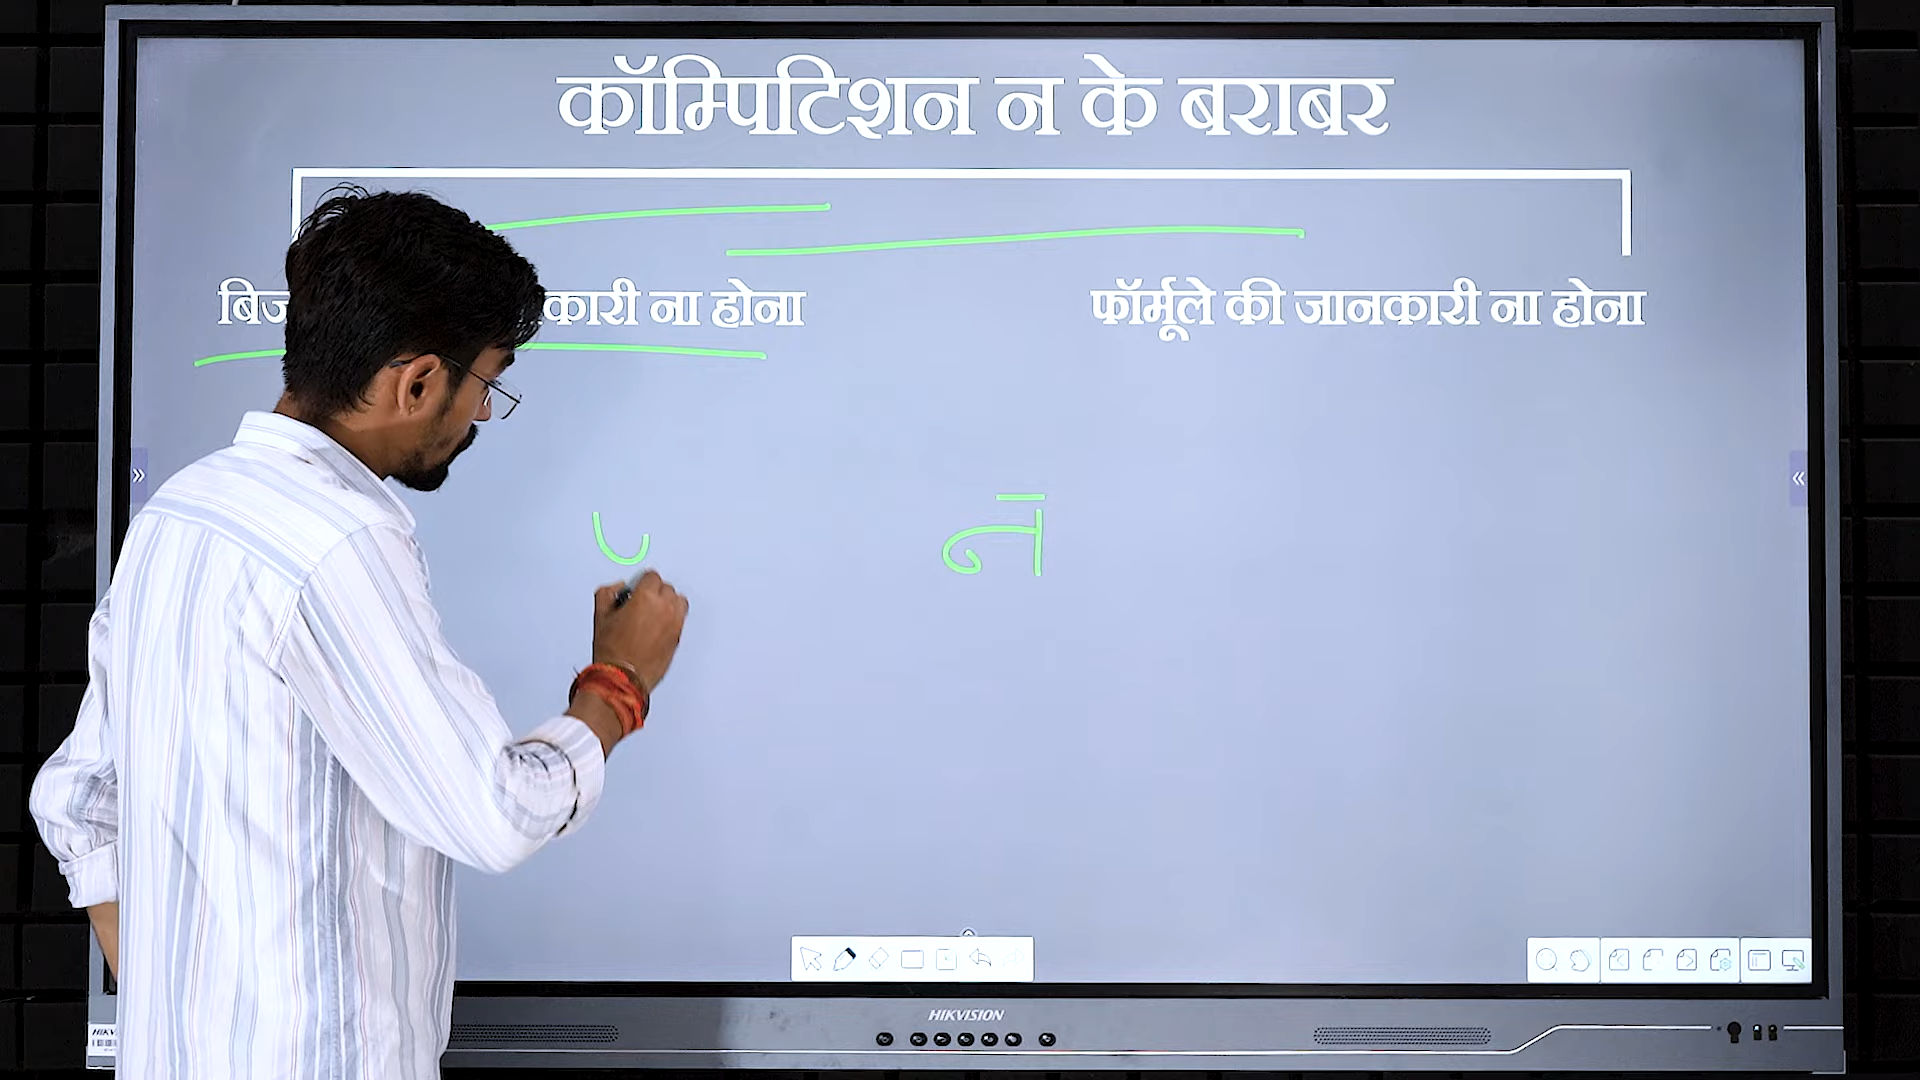 कॉम्पिटिशन न के बराबर
ना होना
फॉर्मूले की जानकारी ना होना
न
HIKVISION